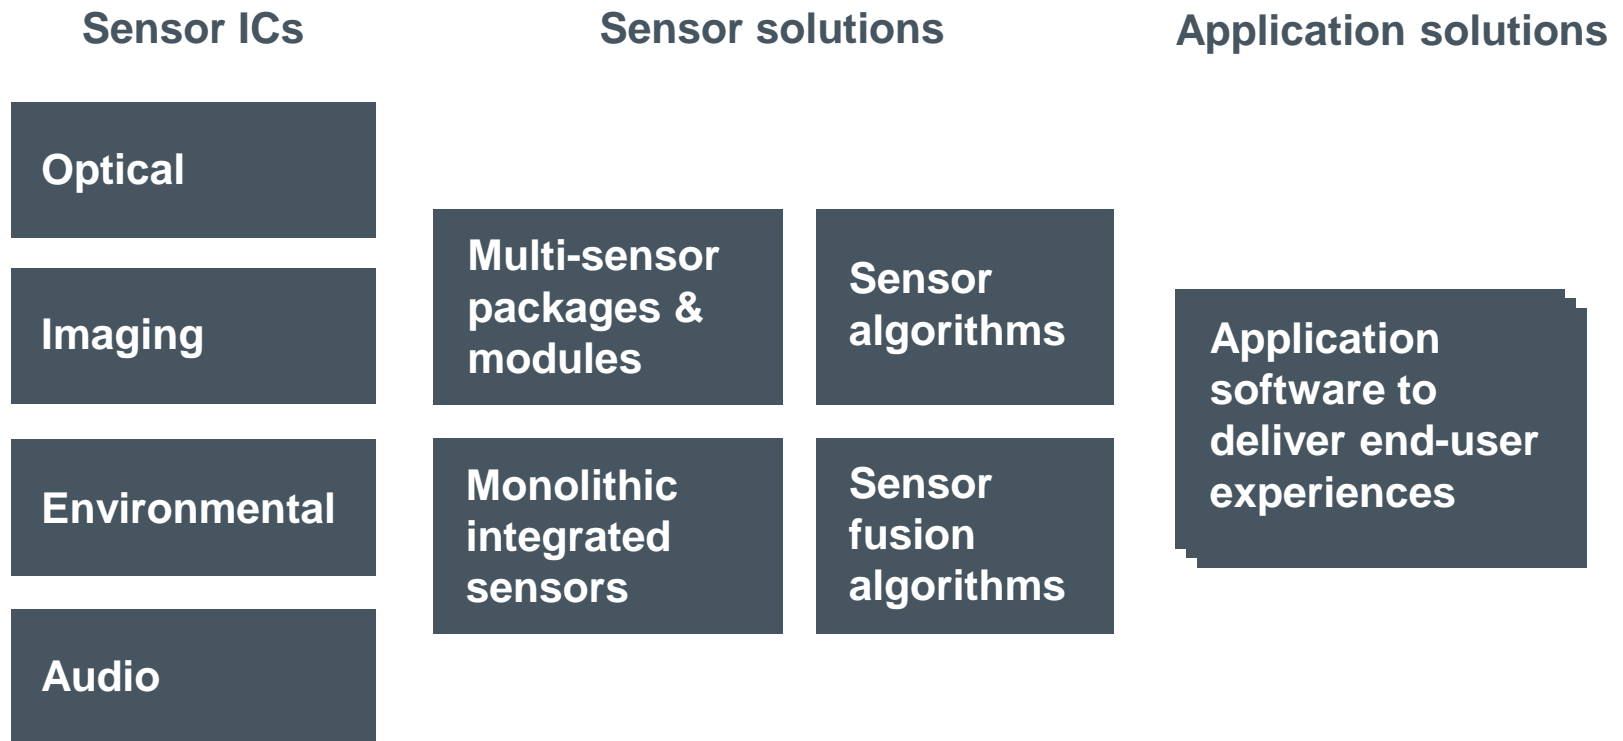 Sensor ICs
Sensor solutions
Application solutions
Optical
Imaging
Environmental
Audio
Multi-sensor
packages &
modules
Monolithic
integrated
sensors
Sensor
algorithms
Sensor
fusion
algorithms
Application
software to
deliver end-user
experiences